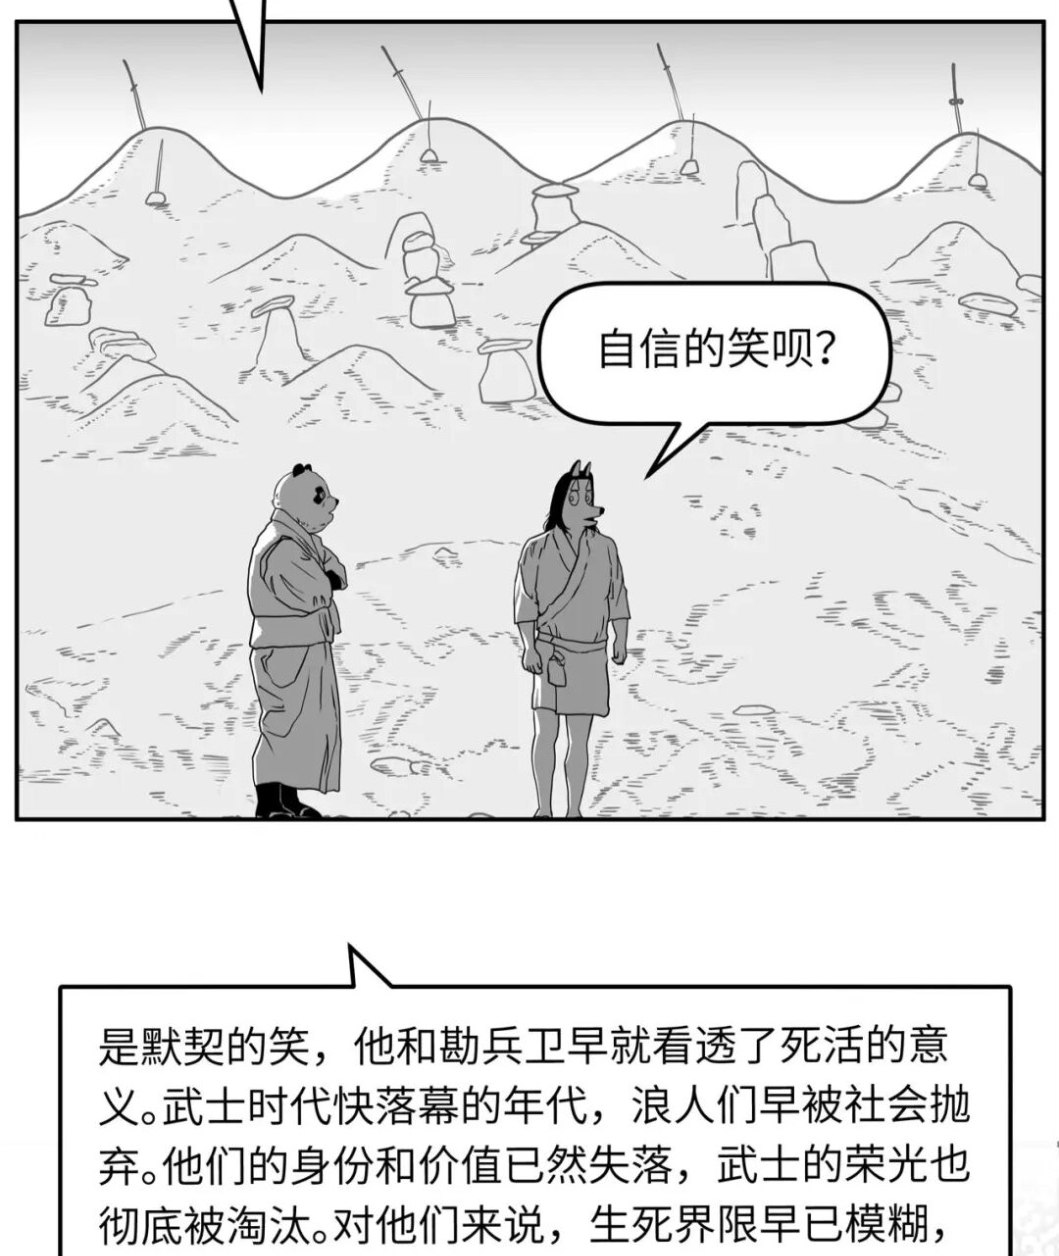 自信的笑呗？
是默契的笑，他和勘兵卫早就看透了死活的意
义。武士时代快落幕的年代，浪人们早被社会抛
弃。他们的身份和价值已然失落，武士的荣光也
彻底被淘汰。对他们来说，生死界限早已模糊，